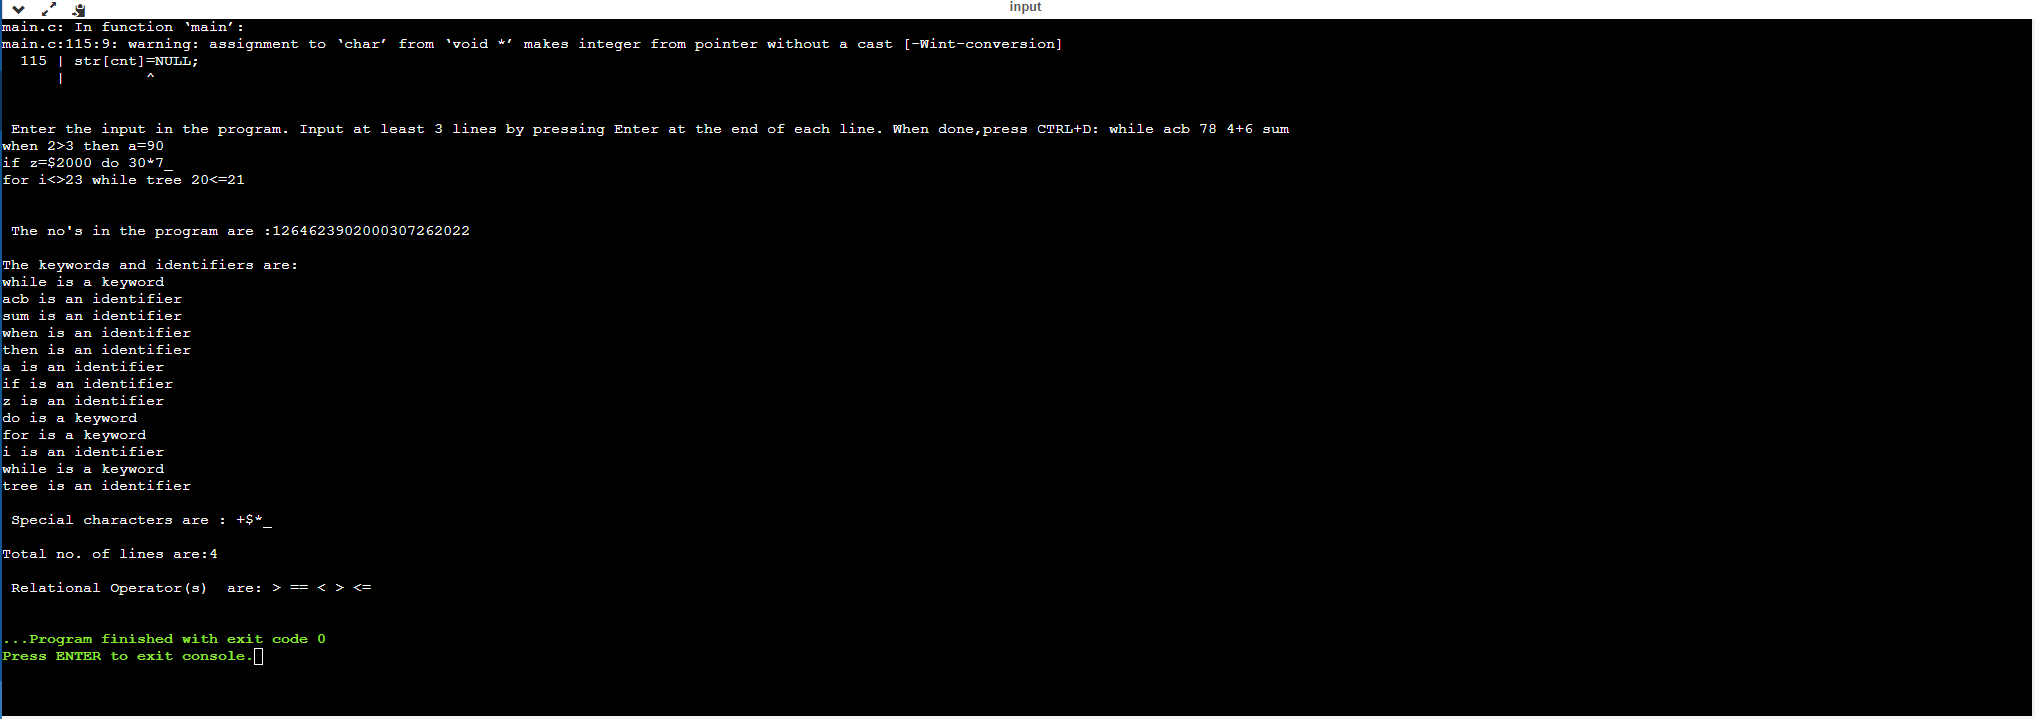 input
main.c: In function ‘main’:
main.c:115:9: warning: assignment to ‘char’ from ‘void *’ makes integer from pointer without a cast [-Wint-conversion]
  115 | str[cnt]=NULL;
      |         ^
 Enter the input in the program. Input at least 3 lines by pressing Enter at the end of each line. When done,press CTRL+D: while acb 78 4+6 sum
when 2>3 then a=90
if z=$2000 do 30*7_
for i<>23 while tree 20<=21
 The no's in the program are :1264623902000307262022
The keywords and identifiers are:
while is a keyword
acb is an identifier
sum is an identifier
when is an identifier
then is an identifier
a is an identifier
if is an identifier
z is an identifier
do is a keyword
for is a keyword
i is an identifier
while is a keyword
tree is an identifier
 Special characters are : +$*_
Total no. of lines are:4
 Relational Operator(s)  are: > == < > <=
...Program finished with exit code 0
Press ENTER to exit console.